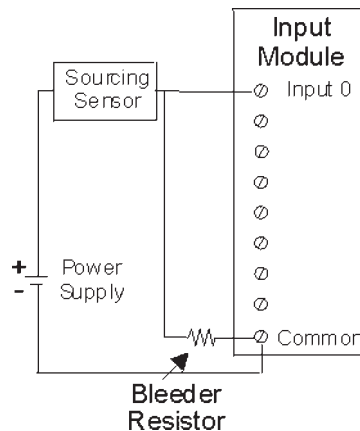 Input
Module
Sourcing
Sensor
Input 0
+
Power
-
Supply
Common
Bleeder
Resistor